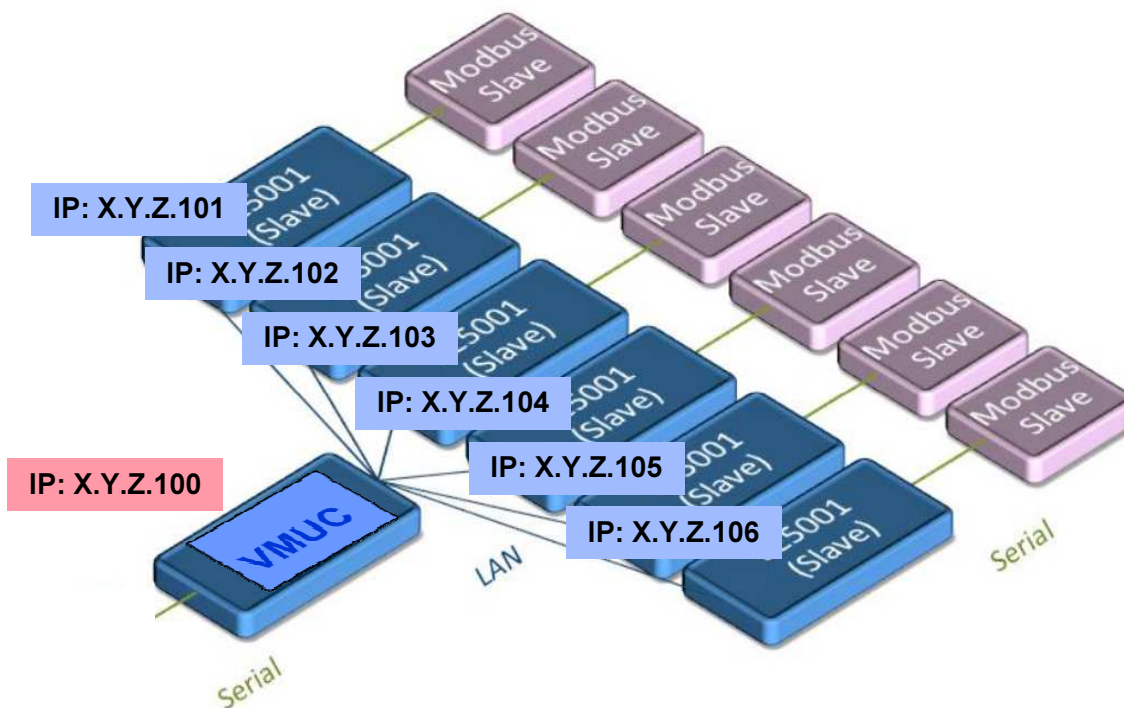 Modbus
Slave
Modbus
Slave
Modbus
Slave
Modbus
Slave
Modbus
Slave
Modbus
Slave
IP: X.Y.Z.101
(Slave)
IP: X.Y.Z.102
(Slave)
IP: X.Y.Z.103
(Slave)
IP: X.Y.Z.104
(Slave)
IP: X.Y.Z.105
(Slave)
IP: X.Y.Z.106
(Slave)
IP: X.Y.Z.100
VMUC
LAN
Serial
Serial